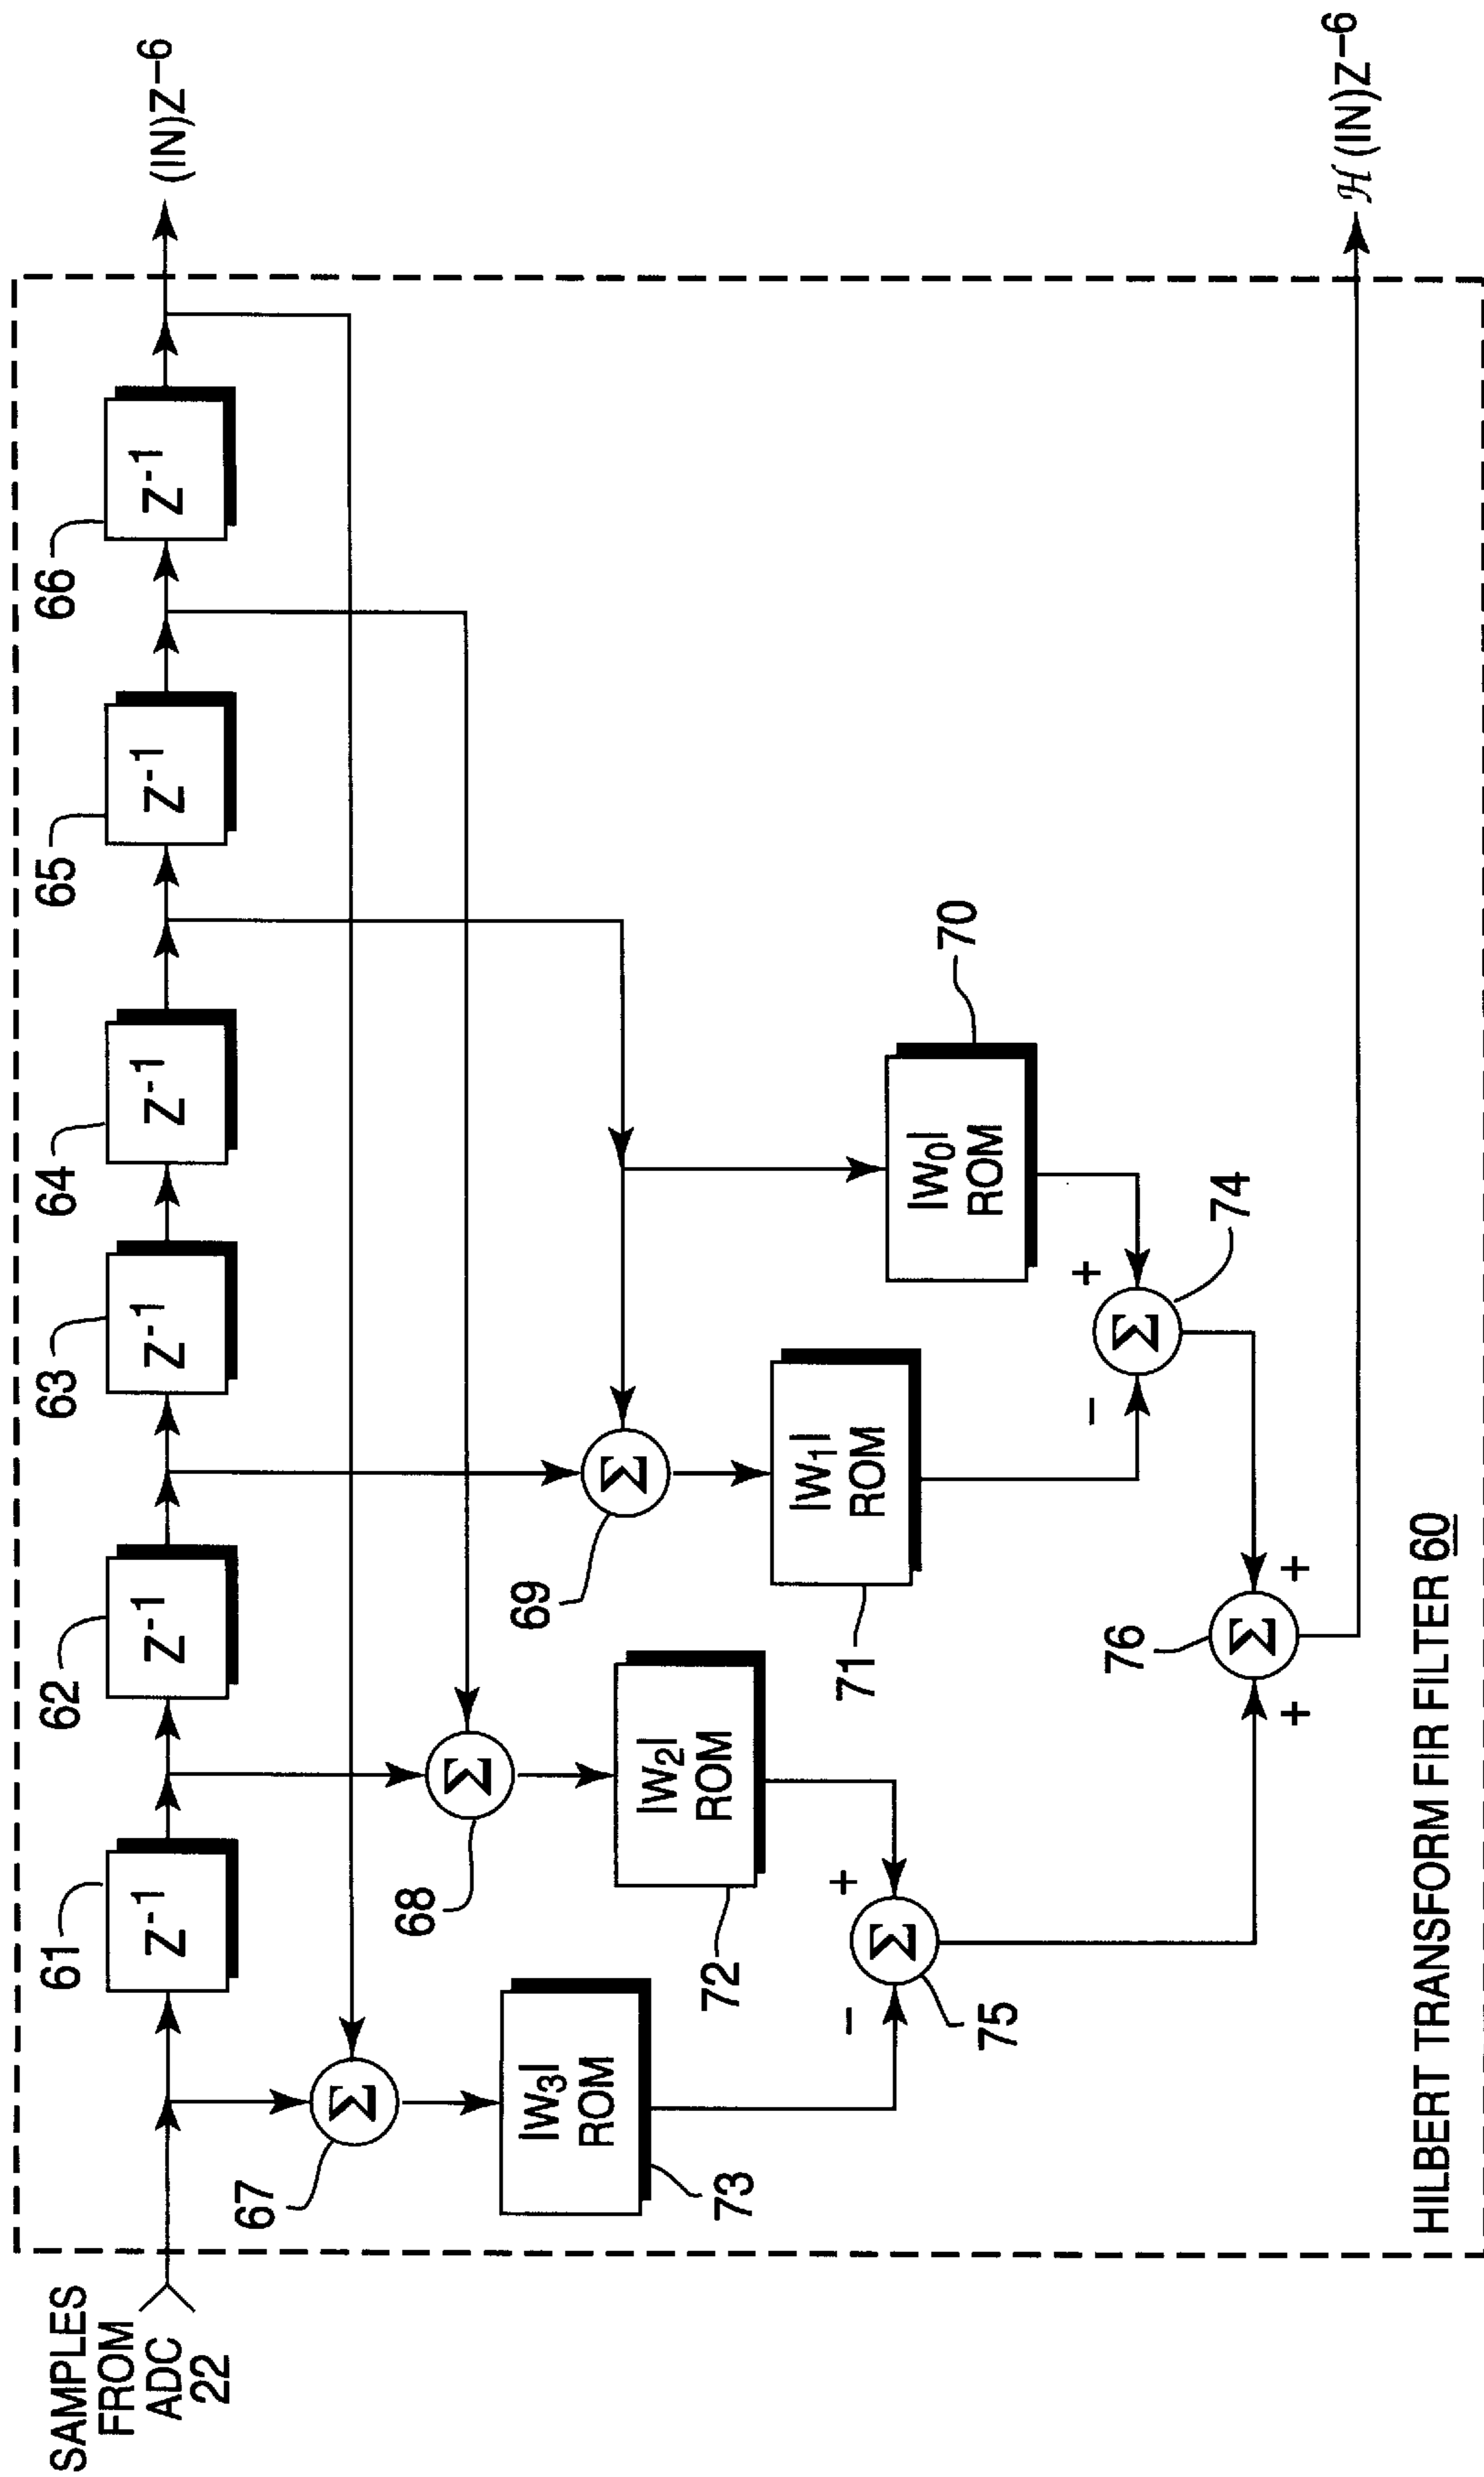 SAMPLES
FROM
ADC
22
61
Z-1
62
Z-1
63
Z-1
64
Z-1
65
Z-1
66
Z-1
(IN)Z-6
67
Σ
68
Σ
69
Σ
|W3|
ROM
73
|W2|
ROM
72
|W1|
ROM
71
|W0|
ROM
70
−
+
Σ
75
−
+
Σ
74
+
+
Σ
76
ℋ (IN)Z-6
HILBERT TRANSFORM FIR FILTER 60